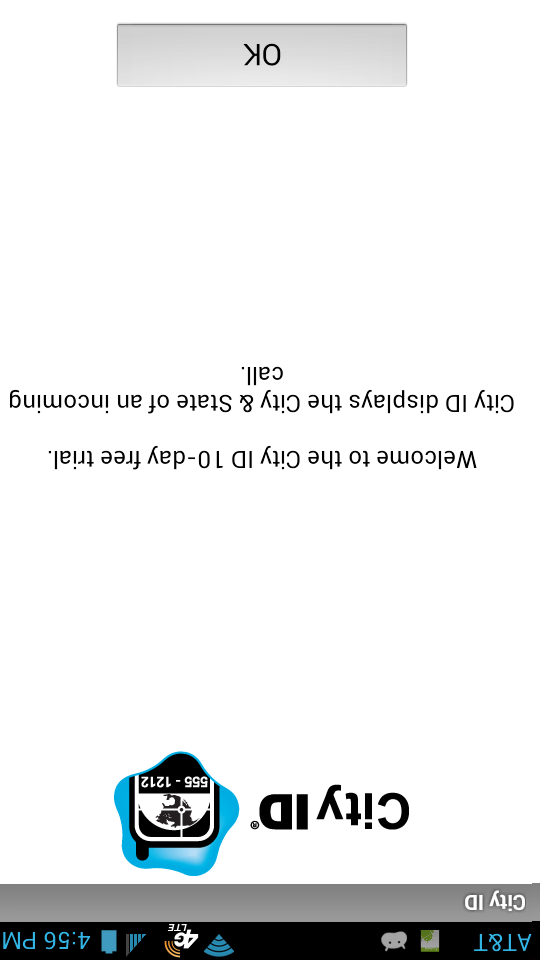 AT&T 4G LTE 4:56 PM
City ID
City ID®
555 - 1212
Welcome to the City ID 10-day free trial.
City ID displays the City & State of an incoming
call.
OK